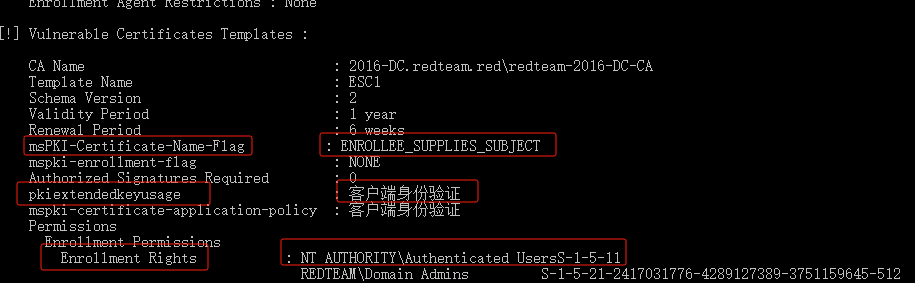 Enrollment Agent Restrictions : None
[!] Vulnerable Certificates Templates :
CA Name : 2016-DC.redteam.red\redteam-2016-DC-CA
Template Name : ESC1
Schema Version : 2
Validity Period : 1 year
Renewal Period : 6 weeks
msPKI-Certificate-Name-Flag : ENROLLEE_SUPPLIES_SUBJECT
mspki-enrollment-flag : NONE
Authorized Signatures Required : 0
pkiextendedkeyusage : 客户端身份验证
mspki-certificate-application-policy : 客户端身份验证
Permissions
Enrollment Permissions
Enrollment Rights : NT AUTHORITY\Authenticated UsersS-1-5-11
REDTEAM\Domain Admins S-1-5-21-2417031776-4289127389-3751159645-512